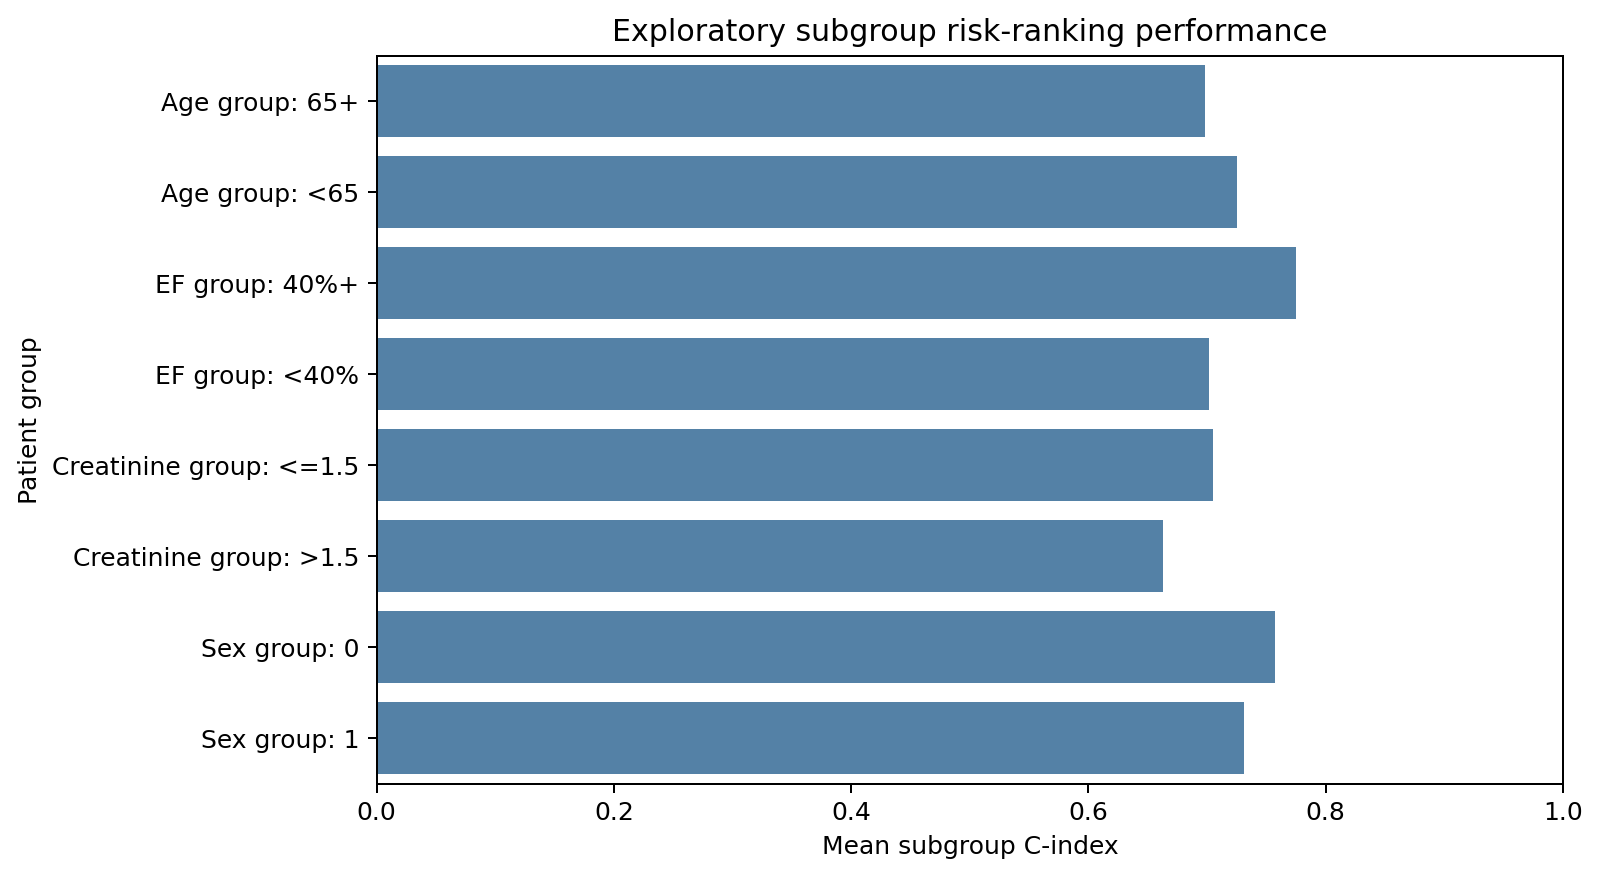 Exploratory subgroup risk-ranking performance
Patient group
Age group: 65+
Age group: <65
EF group: 40%+
EF group: <40%
Creatinine group: <=1.5
Creatinine group: >1.5
Sex group: 0
Sex group: 1
0.0 0.2 0.4 0.6 0.8 1.0
Mean subgroup C-index